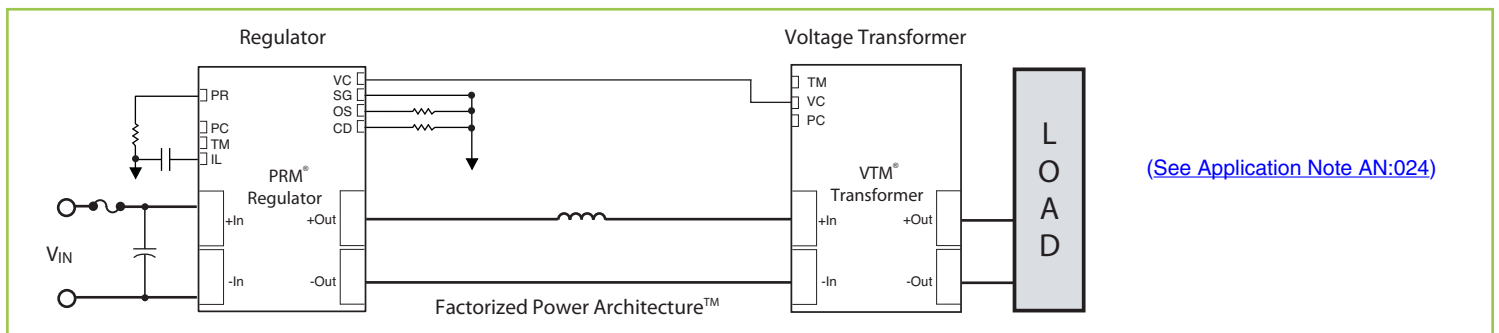 Regulator
Voltage Transformer
PR
PC
TM
IL
VC
SG
OS
CD
PRM®
Regulator
+In
-In
+Out
-Out
VIN
Factorized Power Architecture™
TM
VC
PC
VTM®
Transformer
+In
-In
+Out
-Out
L
O
A
D
(See Application Note AN:024)